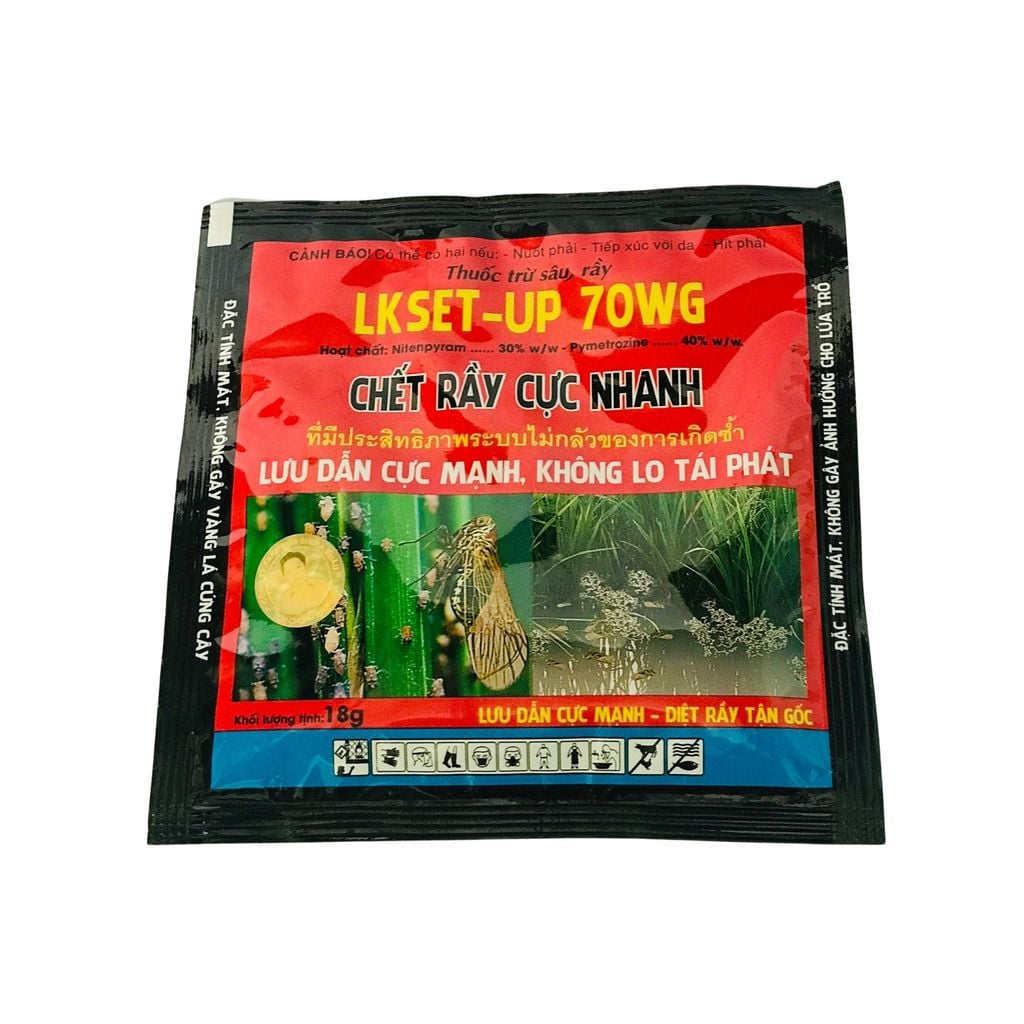 CẢNH BÁO! Có thể có hại nếu: - Nuốt phải - Tiếp xúc với da - Hít phải
Thuốc trừ sâu, rầy
LKSET-UP 70WG
Hoạt chất: Nitenpyram ...... 30% w/w - Pymetrozine ...... 40% w/w.
CHẾT RẦY CỰC NHANH
ที่มีประสิทธิภาพระบบไม่กลัวของการเกิดซ้ำ
LƯU DẪN CỰC MẠNH, KHÔNG LO TÁI PHÁT
ĐẶC TÍNH MÁT, KHÔNG GÂY VÀNG LÁ CỨNG CÂY
ĐẶC TÍNH MÁT, KHÔNG GÂY ẢNH HƯỞNG CHO LÚA TRỔ
Khối lượng tịnh: 18g
LƯU DẪN CỰC MẠNH - DIỆT RẦY TẬN GỐC